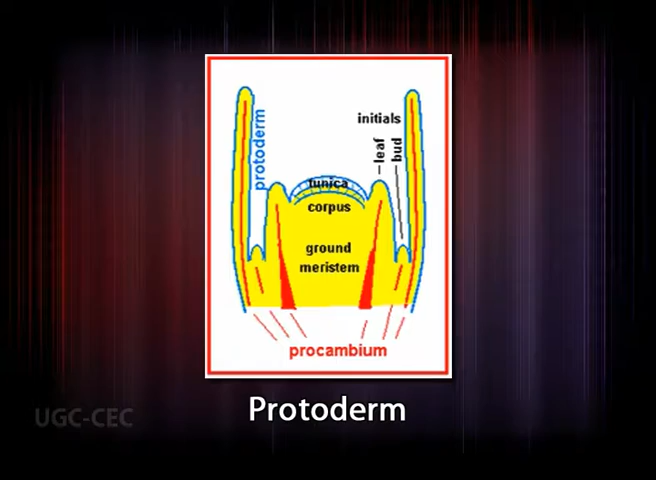 protoderm
initials
leaf
bud
tunica
corpus
ground
meristem
procambium
Protoderm
UGC-CEC